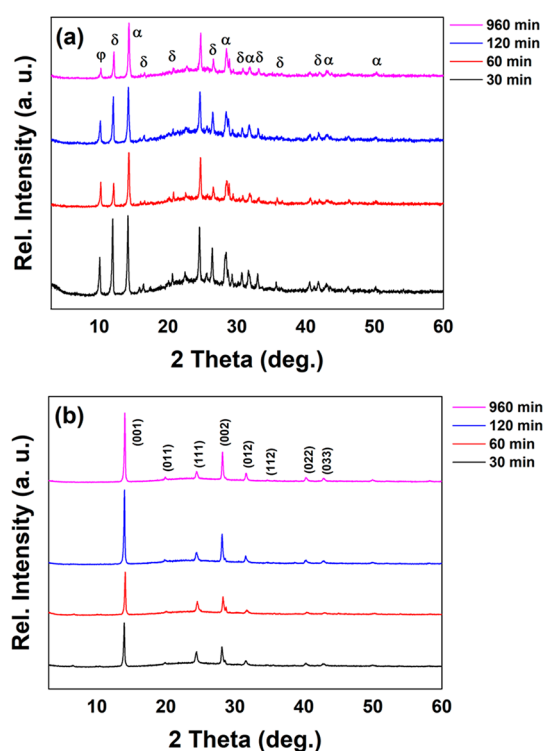 (a)
960 min
120 min
60 min
30 min
φ δ α δ δ δ α δ α δ δ δ α α
Rel. Intensity (a. u.)
10 20 30 40 50 60
2 Theta (deg.)
(b)
960 min
120 min
60 min
30 min
(001) (011) (111) (002) (012) (112) (022) (033)
Rel. Intensity (a. u.)
10 20 30 40 50 60
2 Theta (deg.)